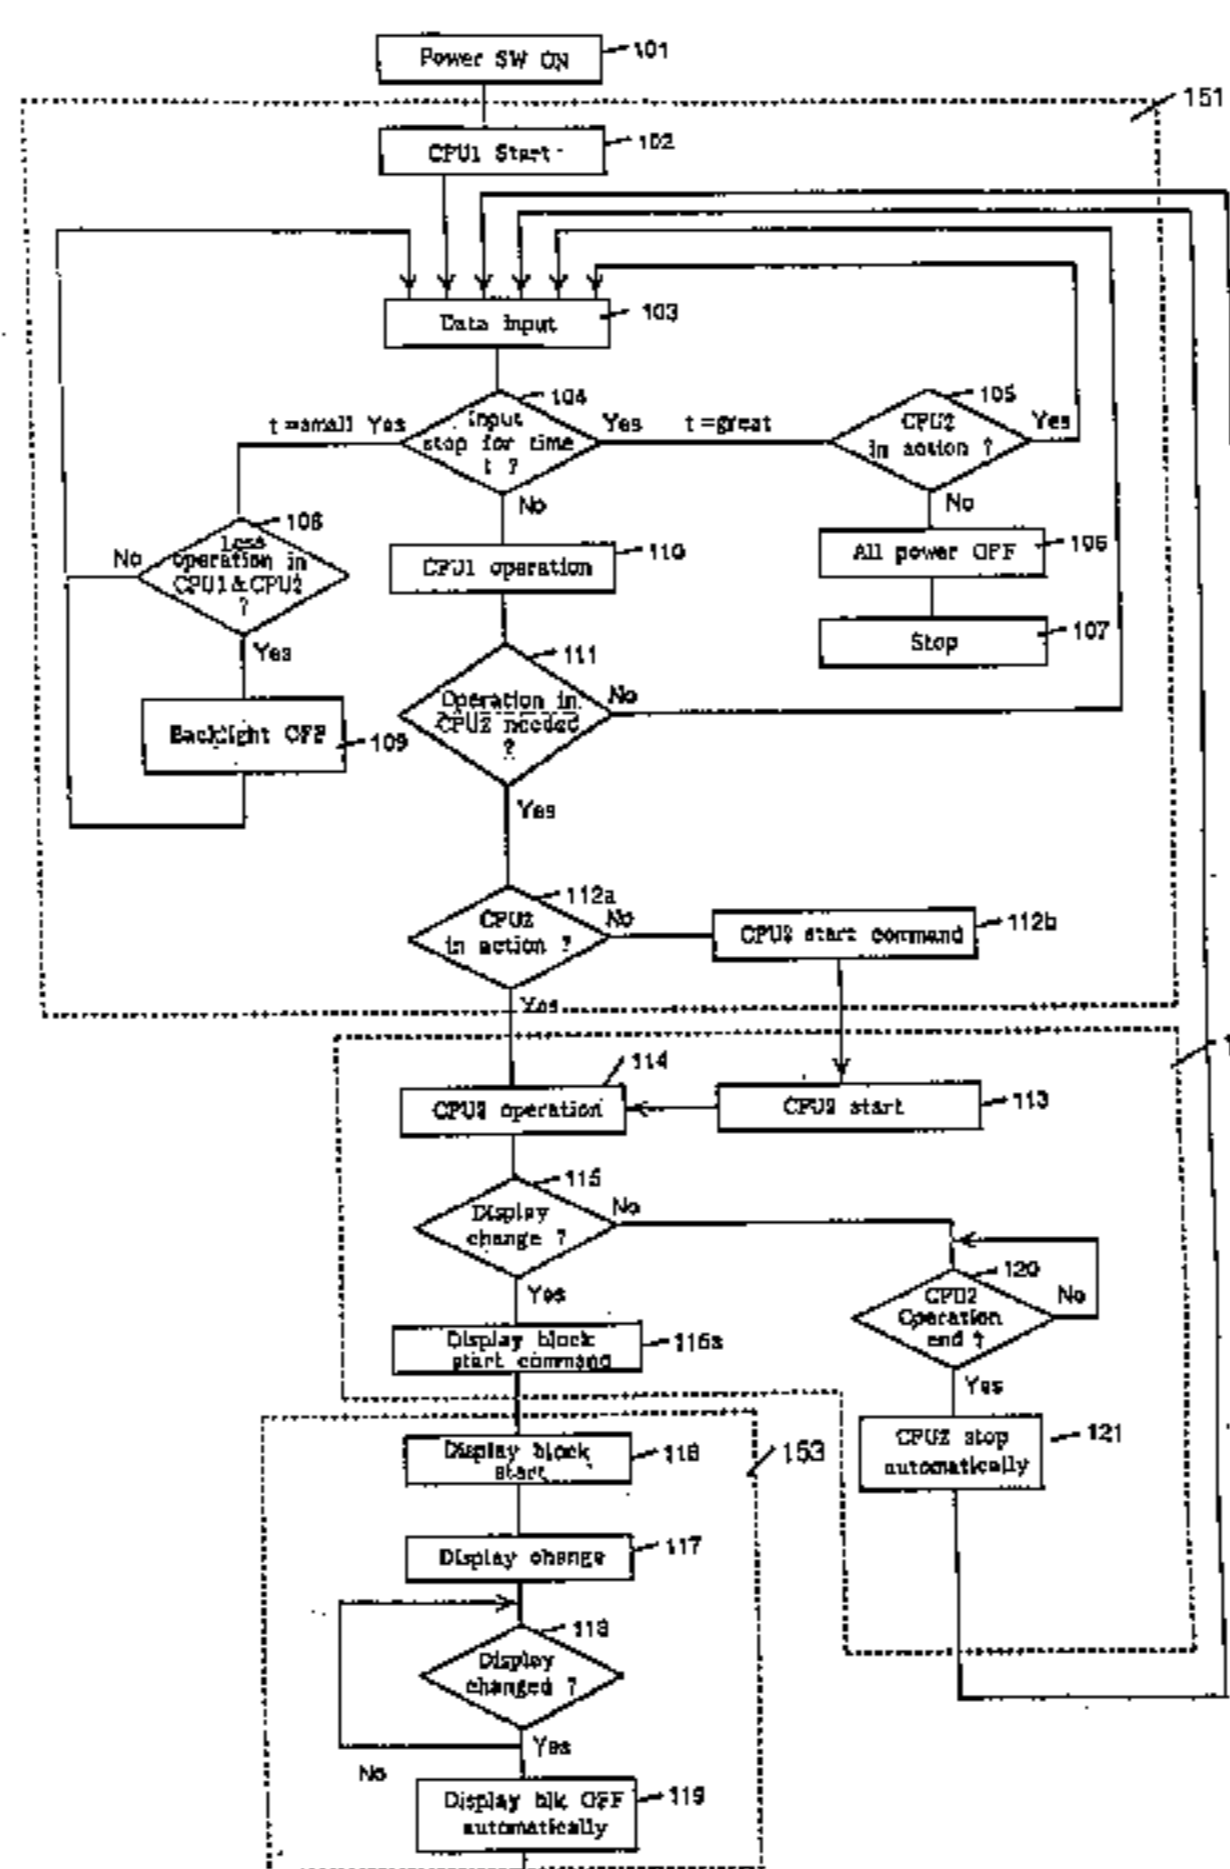 Power SW ON
101
151
CPU1 Start
102
Data Input
103
104
105
t=small Yes
Input
stop for time
t ?
Yes
t=great
CPU2
in action ?
Yes
No
No
108
Less
operation in
CPU1&CPU2
?
No
Yes
CPU1 operation
110
All power OFF
106
Stop
107
111
Operation in
CPU2 needed
?
No
Yes
Backlight OFF
109
112a
CPU2
in action ?
No
CPU2 start command
112b
Yes
114
1
CPU2 operation
CPU2 start
113
115
Display
change ?
No
Yes
120
CPU2
Operation
end ?
No
Yes
Display block
start command
115a
Display block
start
116
153
CPU2 stop
automatically
121
Display change
117
118
Display
changed ?
Yes
No
Display blk OFF
automatically
119